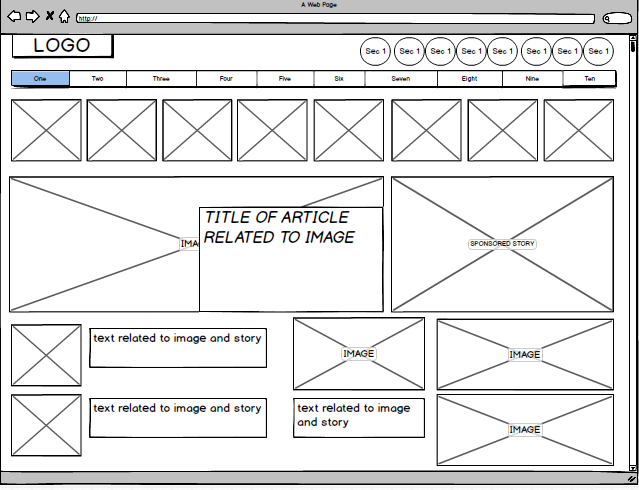 A Web Page
http://
LOGO
Sec 1 Sec 1 Sec 1 Sec 1 Sec 1 Sec 1 Sec 1 Sec 1
One Two Three Four Five Six Seven Eight Nine Ten
TITLE OF ARTICLE
RELATED TO IMAGE
IMA
SPONSORED STORY
text related to image and story
IMAGE
IMAGE
text related to image and story
text related to image
and story
IMAGE